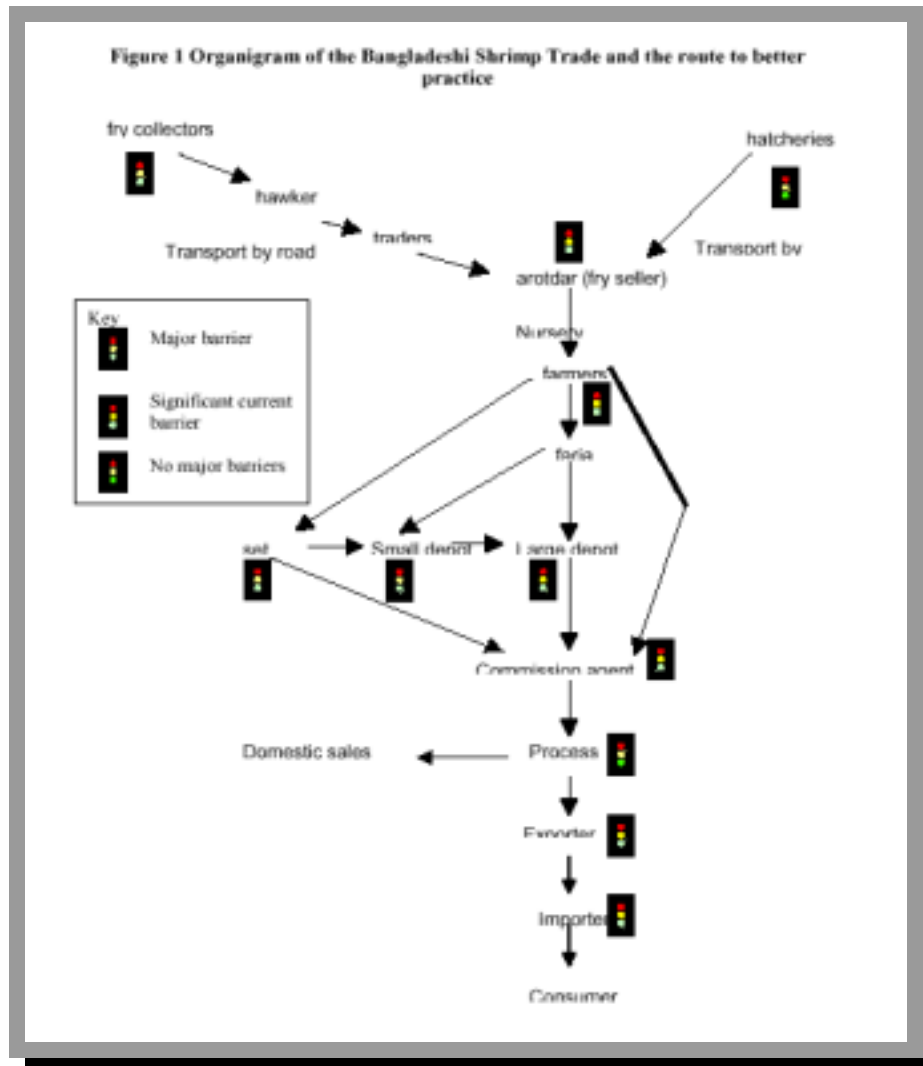 Figure 1 Organigram of the Bangladeshi Shrimp Trade and the route to better
practice
fry collectors
hatcheries
hawker
traders
Transport by road
Transport by
arotdar (fry seller)
Key
Major barrier
Nursery
farmers
Significant current
barrier
faria
No major barriers
Small depot
Large depot
Commission agent
Domestic sales
Process
Exporter
Importer
Consumer